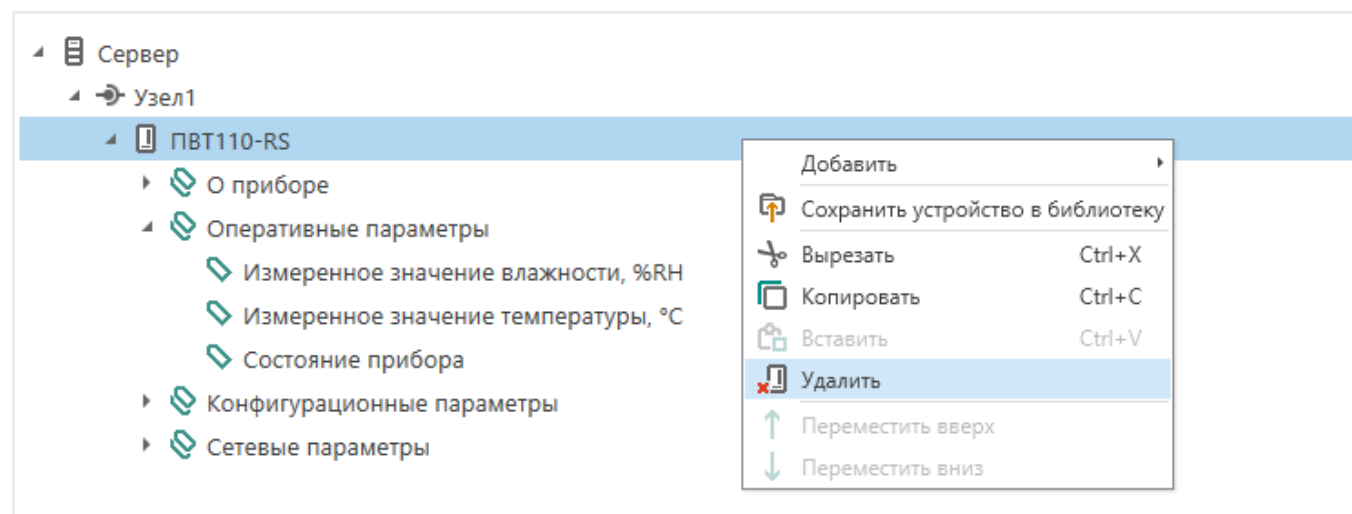 Сервер
Узел1
ПВТ110-RS
О приборе
Оперативные параметры
Измеренное значение влажности, %RH
Измеренное значение температуры, °C
Состояние прибора
Конфигурационные параметры
Сетевые параметры
Добавить
Сохранить устройство в библиотеку
Вырезать Ctrl+X
Копировать Ctrl+C
Вставить Ctrl+V
Удалить
Переместить вверх
Переместить вниз